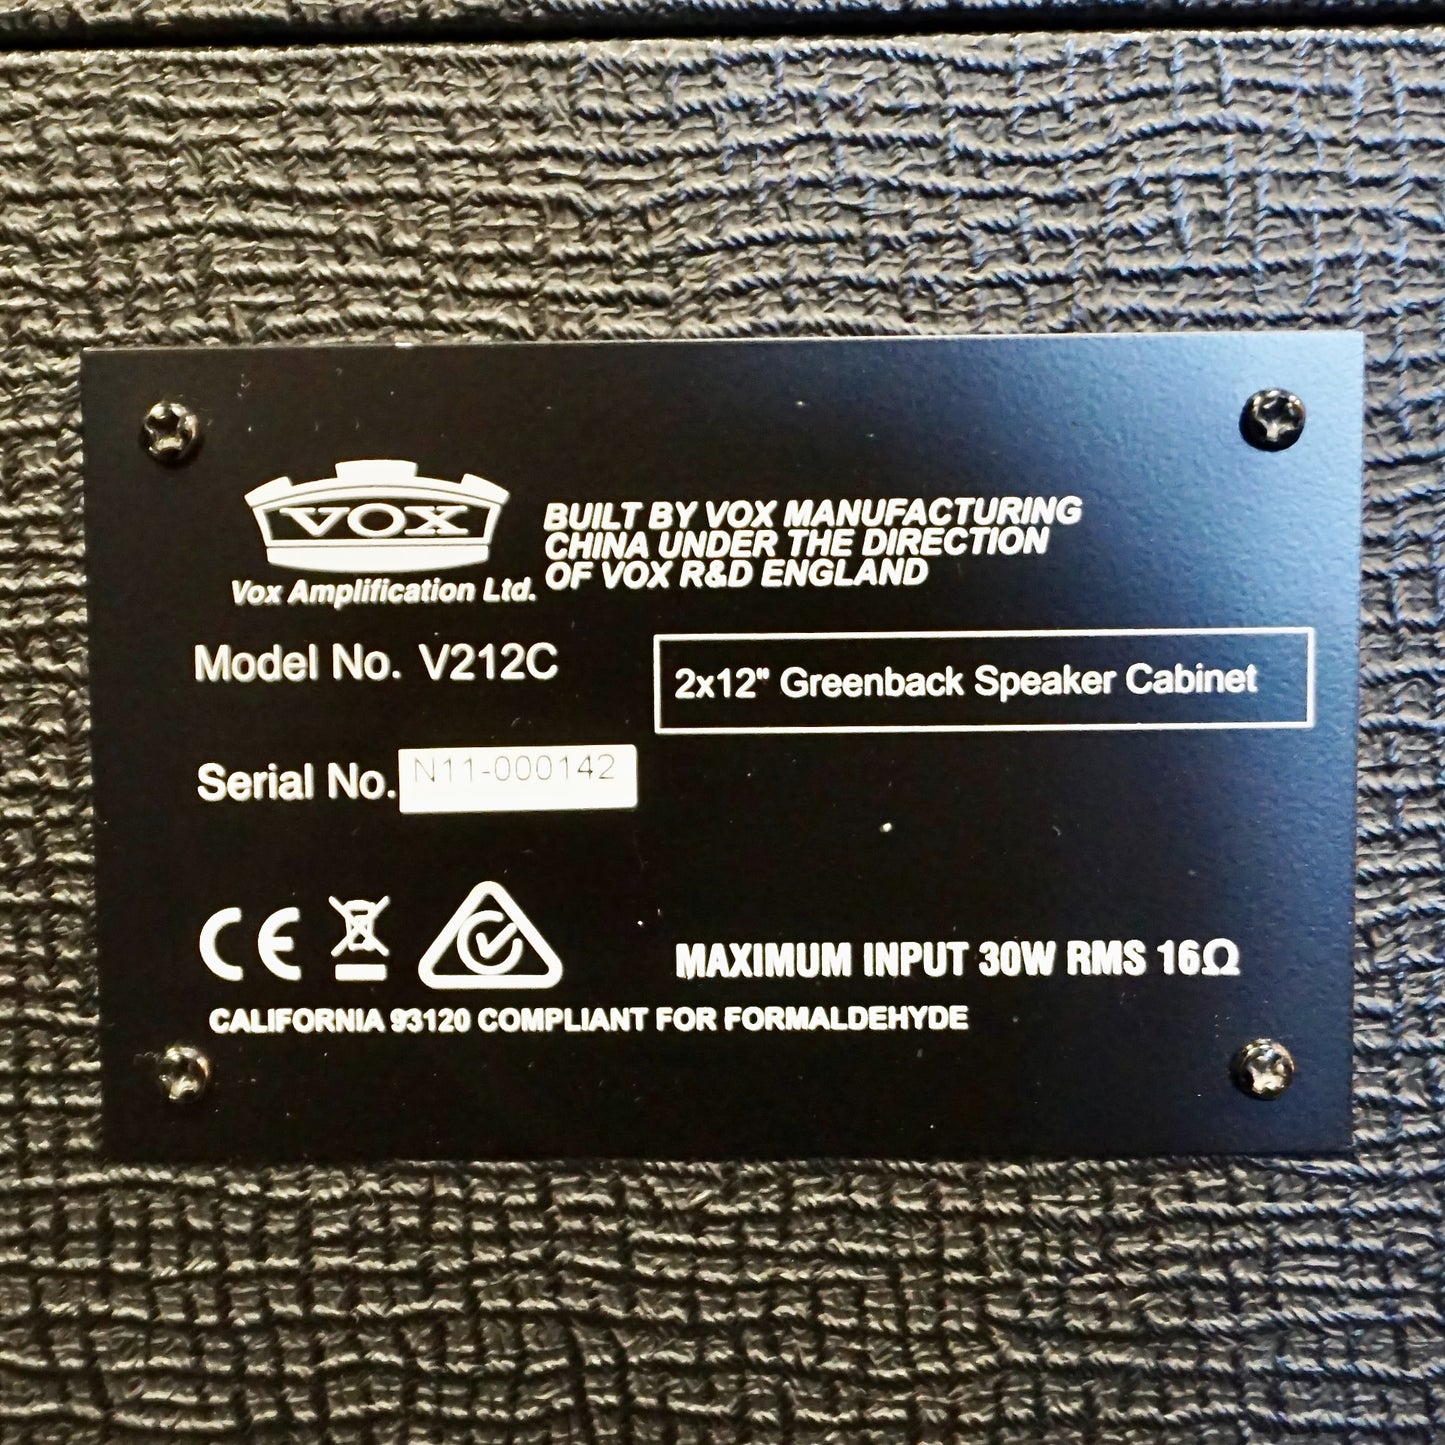 VOX
Vox Amplification Ltd.
BUILT BY VOX MANUFACTURING
CHINA UNDER THE DIRECTION
OF VOX R&D ENGLAND
Model No. V212C
2x12" Greenback Speaker Cabinet
Serial No. N11-000142
CE
MAXIMUM INPUT 30W RMS 16Ω
CALIFORNIA 93120 COMPLIANT FOR FORMALDEHYDE